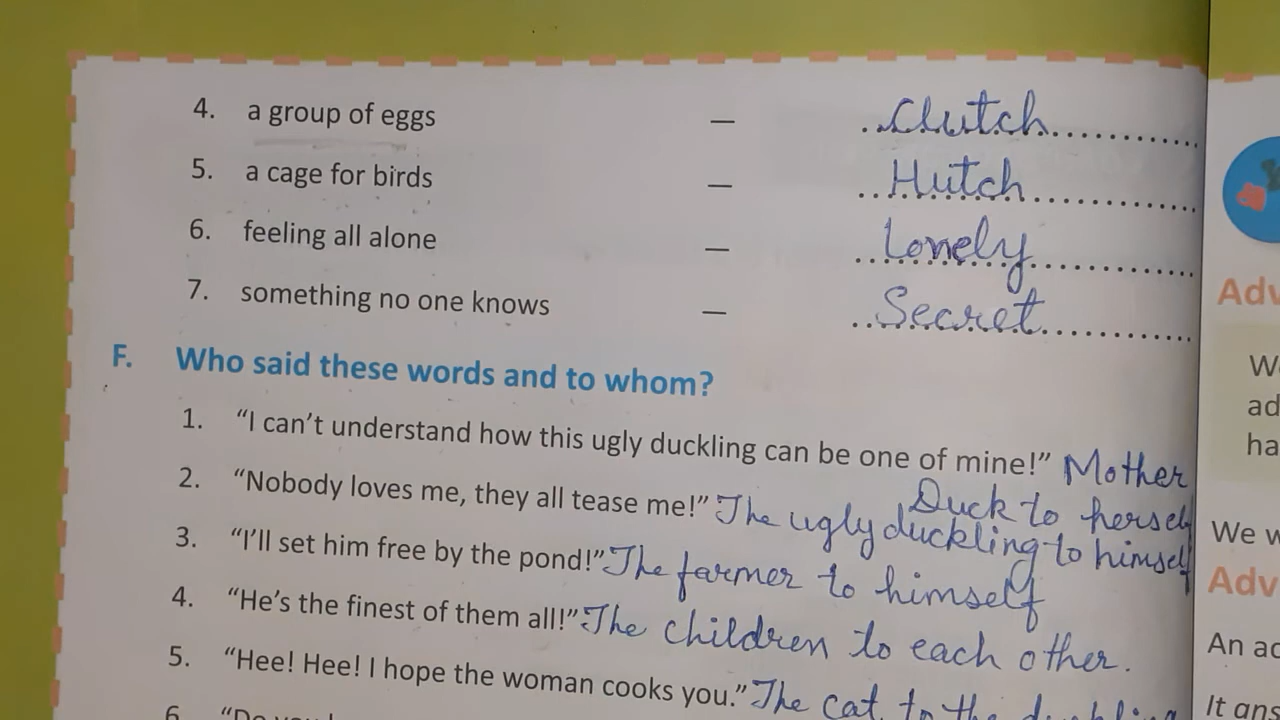 4. a group of eggs – Clutch
5. a cage for birds – Hutch
6. feeling all alone – Lonely
7. something no one knows – Secret
F. Who said these words and to whom?
1. “I can’t understand how this ugly duckling can be one of mine!” Mother
Duck to herself
2. “Nobody loves me, they all tease me!” The ugly duckling to himself
3. “I’ll set him free by the pond!” The farmer to himself
4. “He’s the finest of them all!” The children to each other.
5. “Hee! Hee! I hope the woman cooks you.” The cat to the duckling
6.
Adv
ad
ha
We w
Adv
An ac
It ans